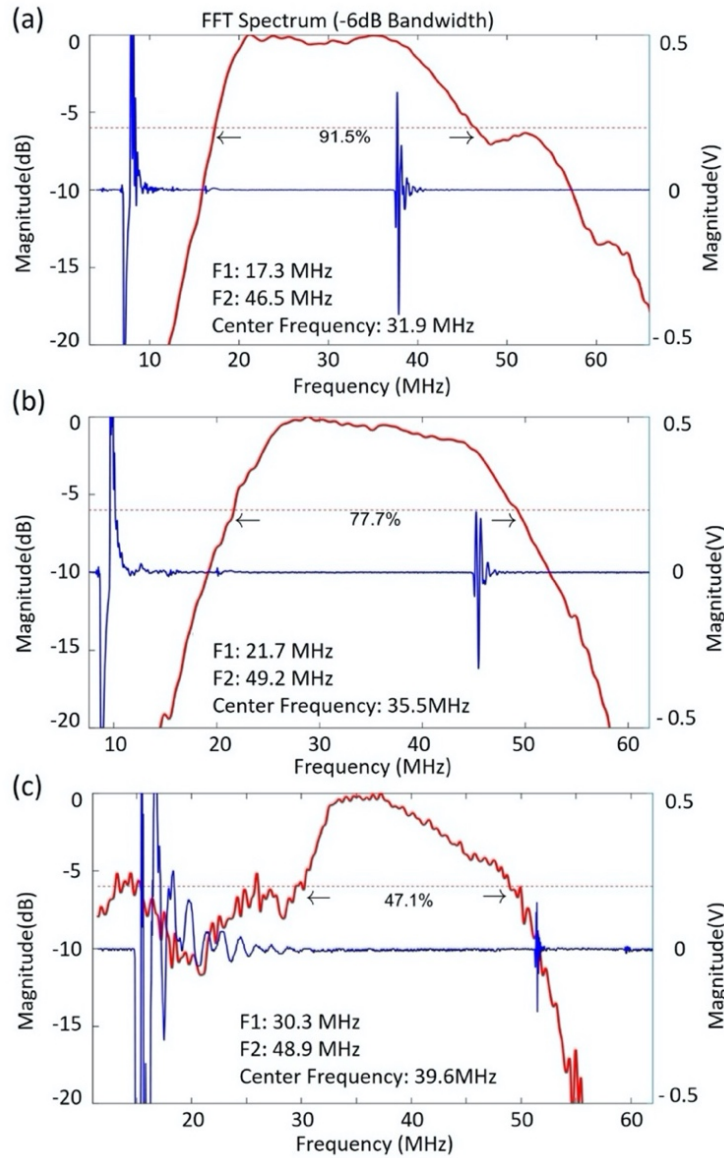 (a)
FFT Spectrum (-6dB Bandwidth)
0
-5
-10
-15
-20
Magnitude(dB)
0.5
0
- 0.5
Magnitude(V)
91.5%
F1: 17.3 MHz
F2: 46.5 MHz
Center Frequency: 31.9 MHz
10 20 30 40 50 60
Frequency (MHz)
(b)
0
-5
-10
-15
-20
Magnitude(dB)
0.5
0
- 0.5
Magnitude(V)
77.7%
F1: 21.7 MHz
F2: 49.2 MHz
Center Frequency: 35.5MHz
10 20 30 40 50 60
Frequency (MHz)
(c)
0
-5
-10
-15
-20
Magnitude(dB)
0.5
0
- 0.5
Magnitude(V)
47.1%
F1: 30.3 MHz
F2: 48.9 MHz
Center Frequency: 39.6MHz
20 30 40 50 60
Frequency (MHz)